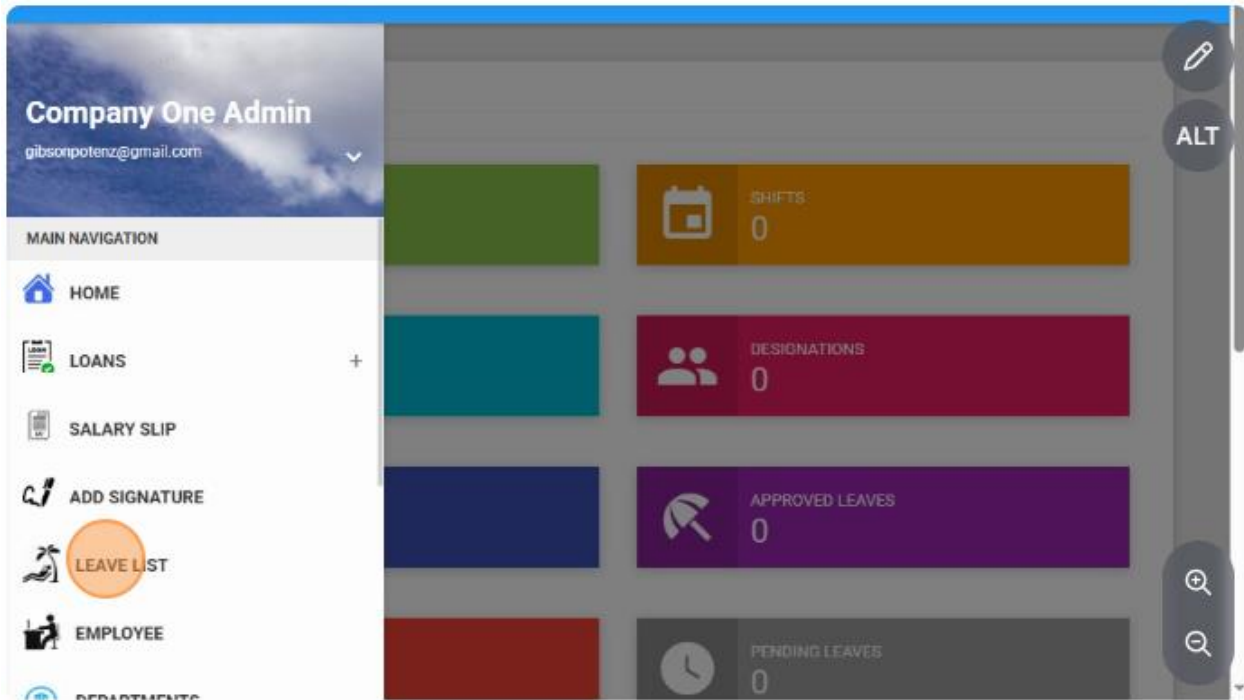 Company One Admin
gibsonpotenz@gmail.com
MAIN NAVIGATION
HOME
LOANS +
SALARY SLIP
ADD SIGNATURE
LEAVE LIST
EMPLOYEE
DEPARTMENTS
SHIFTS
0
DESIGNATIONS
0
APPROVED LEAVES
0
PENDING LEAVES
0
ALT